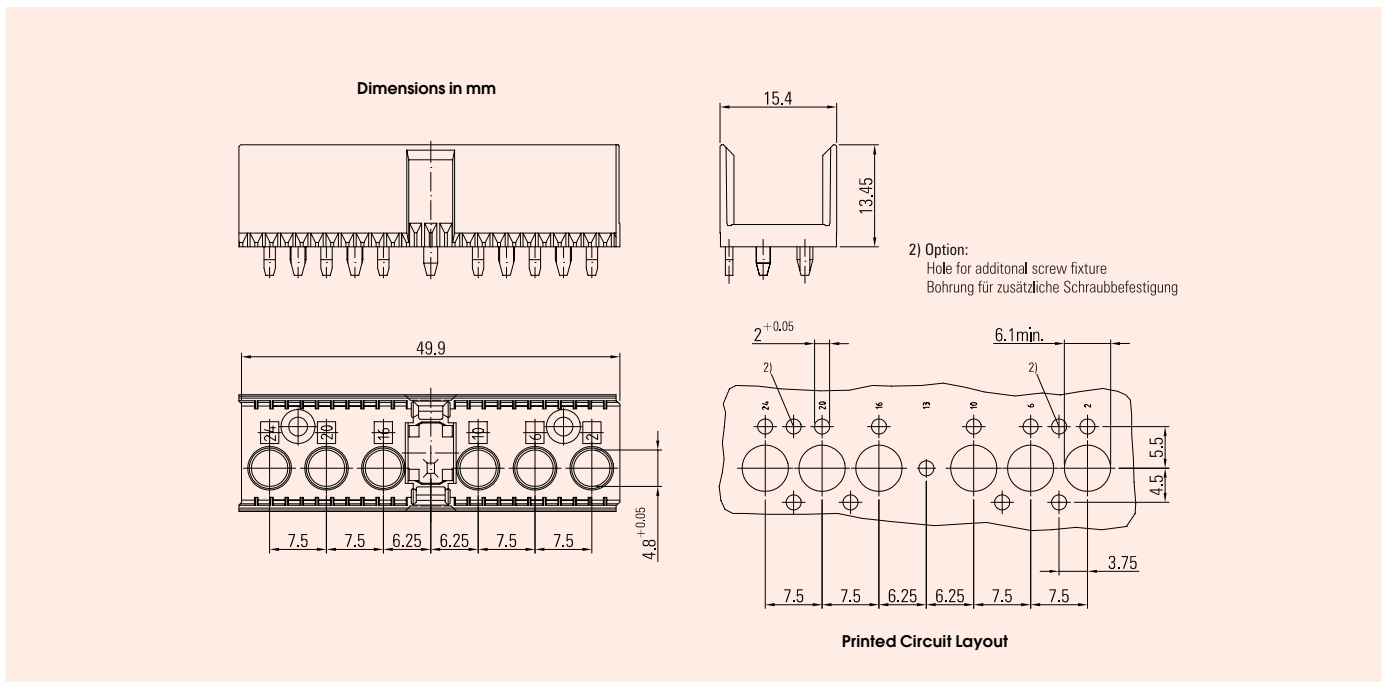 Dimensions in mm
15.4
13.45
2) Option:
Hole for additonal screw fixture
Bohrung für zusätzliche Schraubbefestigung
49.9
24 20 16 10 6 2
4.8 +0.05
7.5 7.5 6.25 6.25 7.5 7.5
2 +0.05
6.1min.
2) 2)
24 20 16 13 10 6 2
5.5
4.5
3.75
7.5 7.5 6.25 6.25 7.5 7.5
Printed Circuit Layout